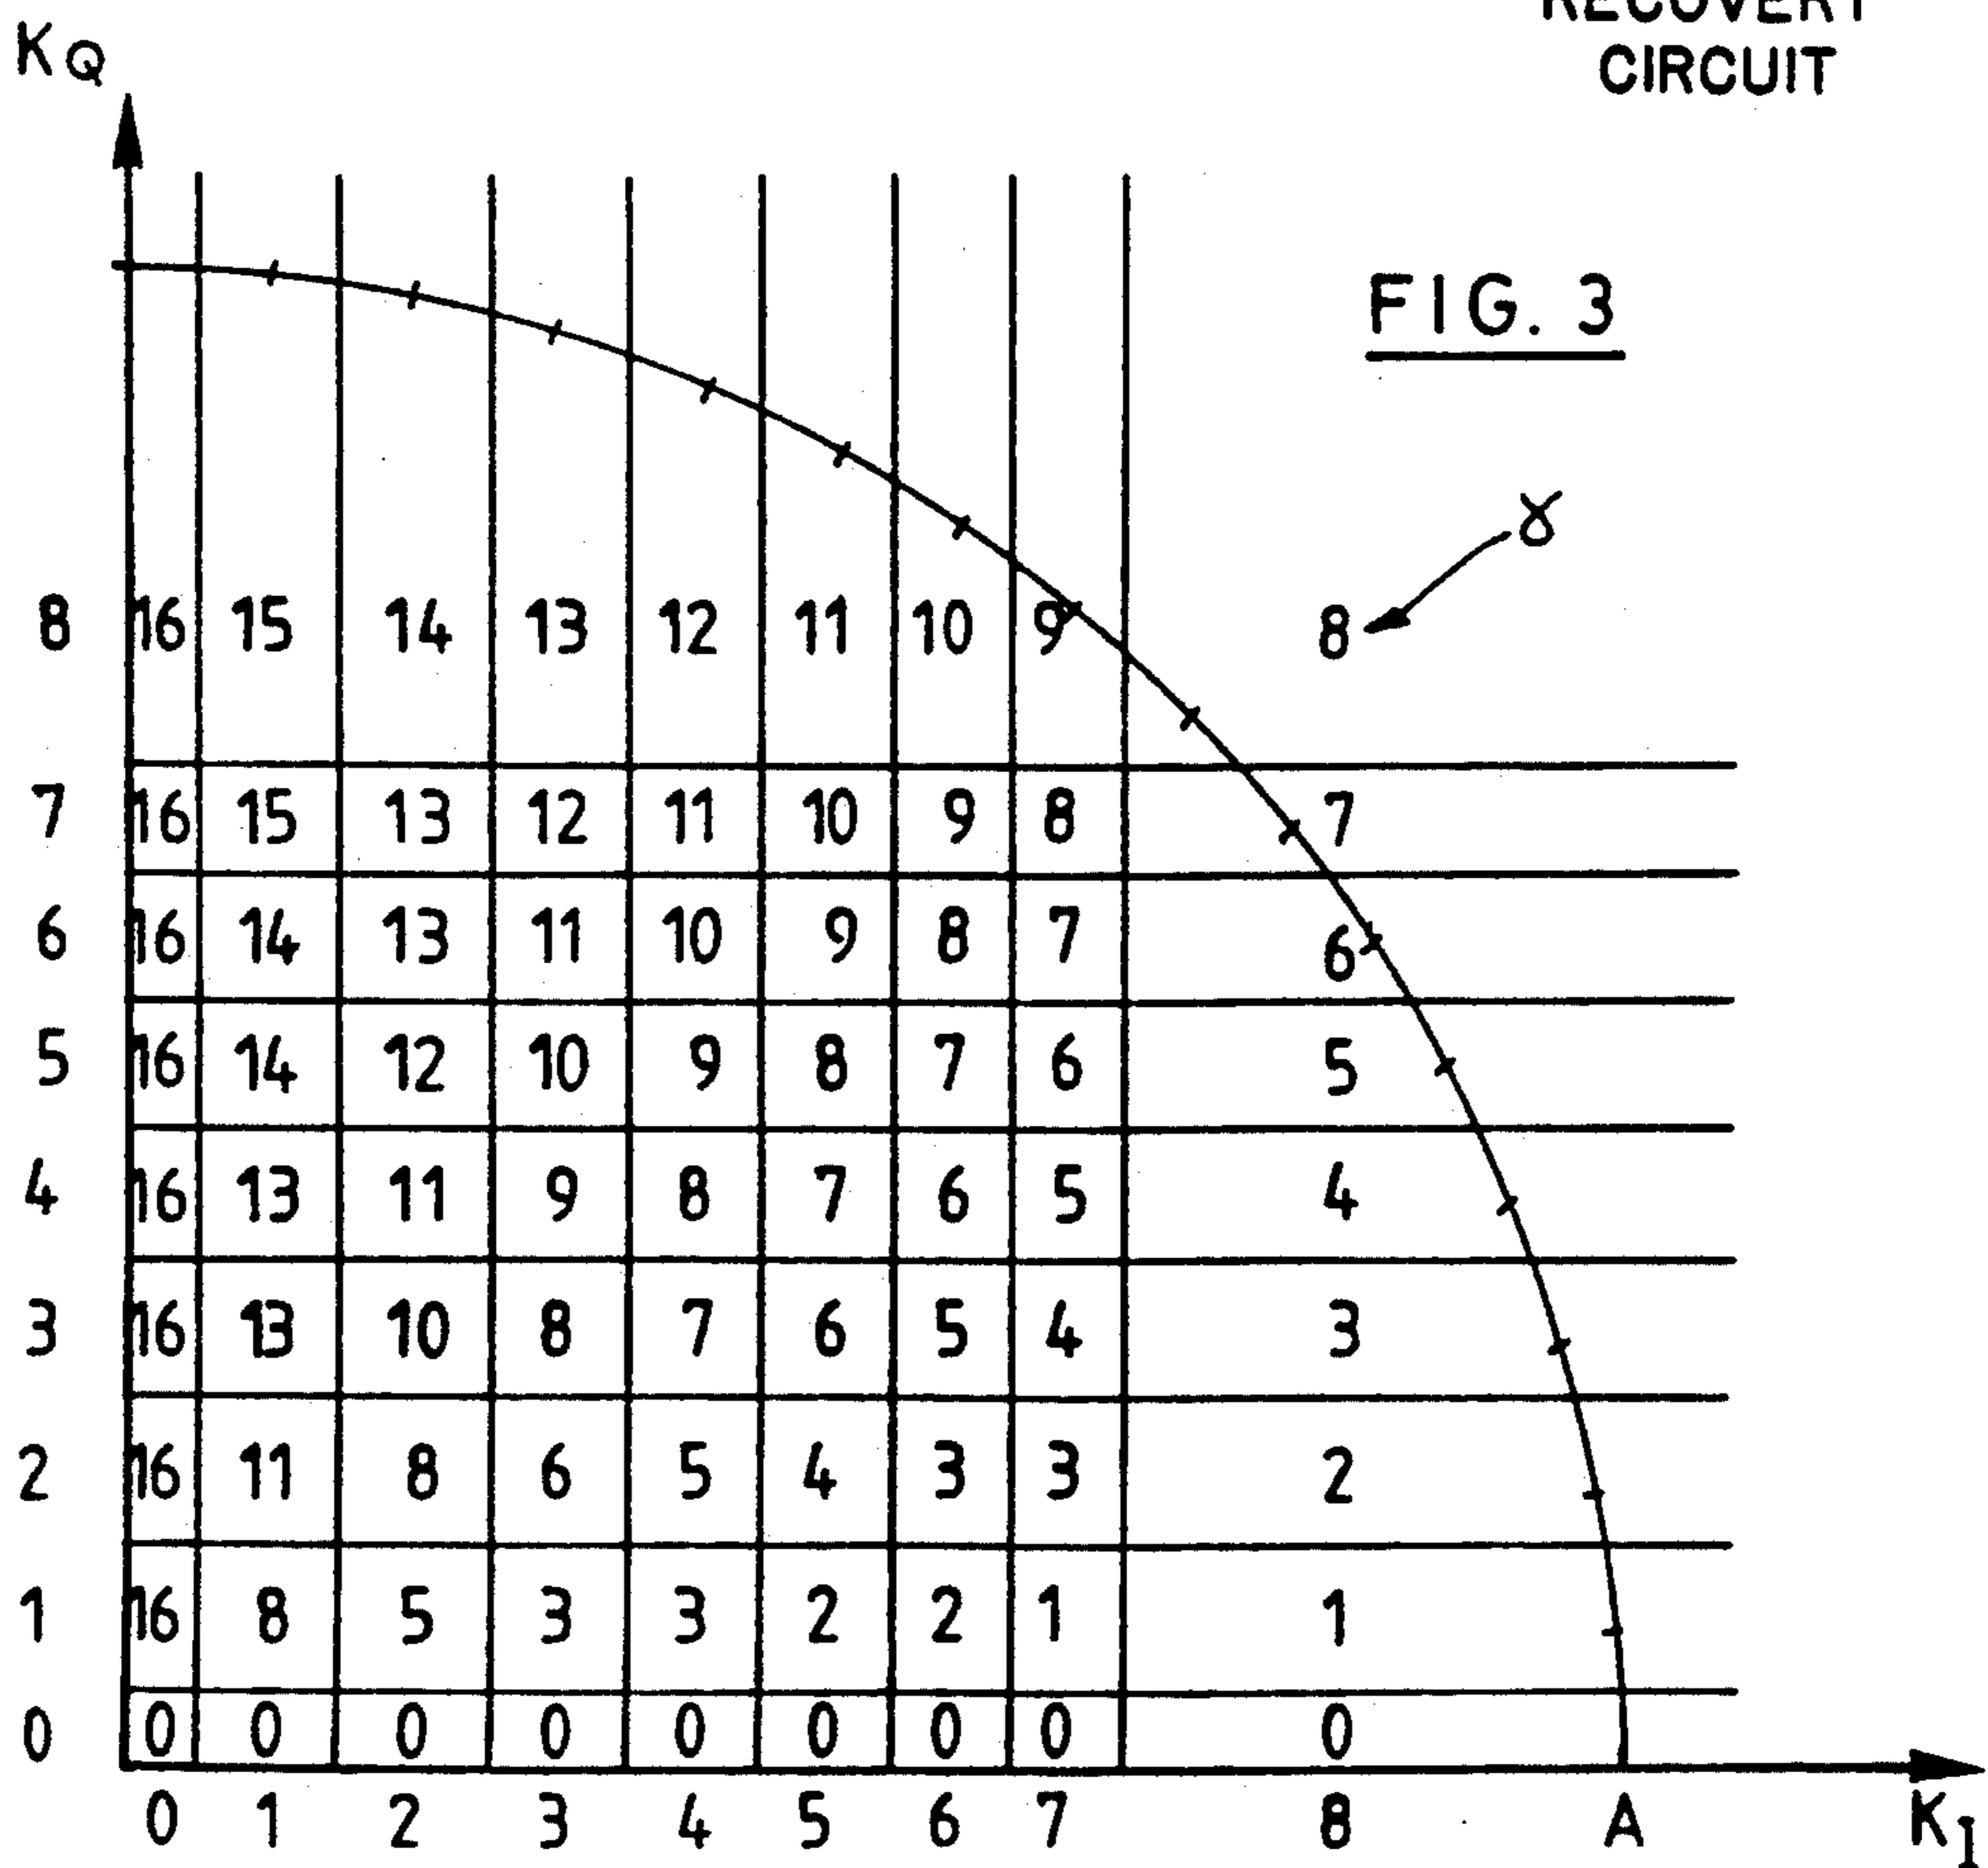 CIRCUIT
KQ
FIG. 3
γ
8 16 15 14 13 12 11 10 9 8
7 16 15 13 12 11 10 9 8 7
6 16 14 13 11 10 9 8 7 6
5 16 14 12 10 9 8 7 6 5
4 16 13 11 9 8 7 6 5 4
3 16 13 10 8 7 6 5 4 3
2 16 11 8 6 5 4 3 3 2
1 16 8 5 3 3 2 2 1 1
0 0 0 0 0 0 0 0 0 0
0 1 2 3 4 5 6 7 8 A KI